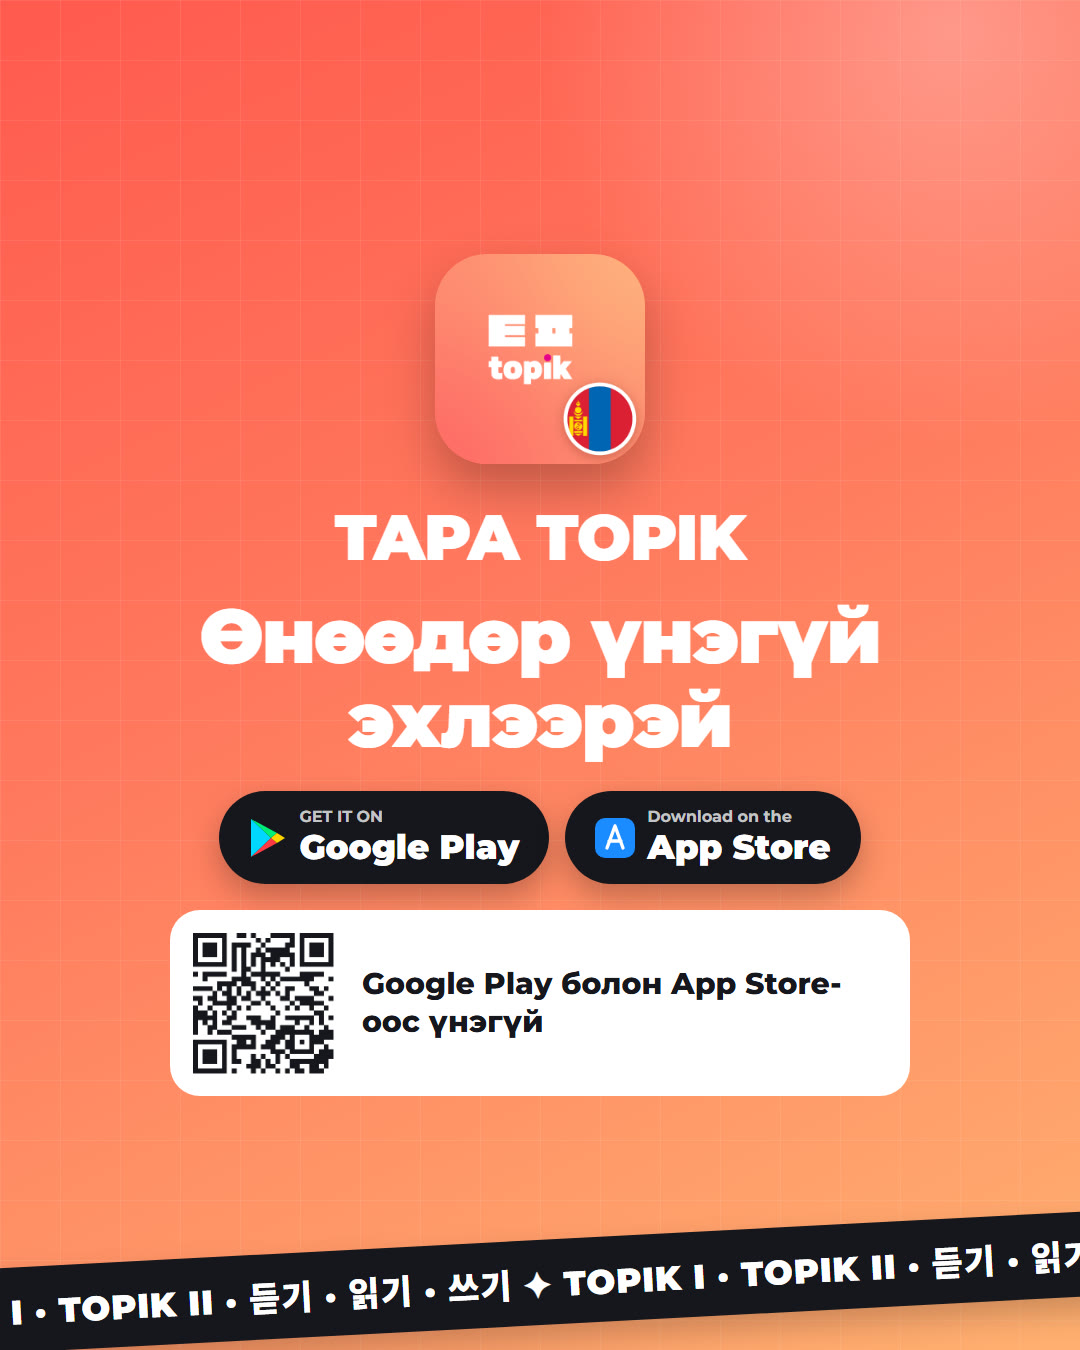 토픽
topik
TAPA TOPIK
Өнөөдөр үнэгүй
эхлээрэй
GET IT ON
Google Play
Download on the
App Store
Google Play болон App Store-
оос үнэгүй
I • TOPIK II • 듣기 • 읽기 • 쓰기 ✦ TOPIK I • TOPIK II • 듣기 • 읽기